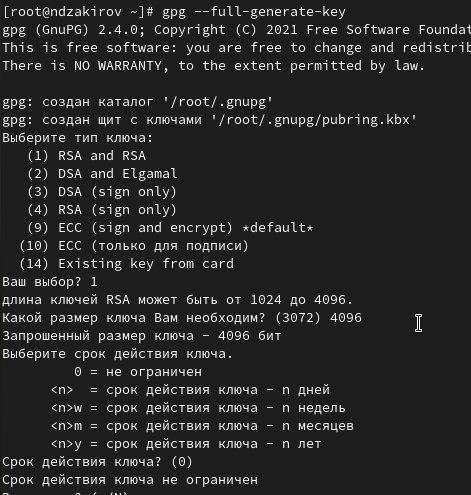 [root@ndzakirov ~]# gpg --full-generate-key
gpg (GnuPG) 2.4.0; Copyright (C) 2021 Free Software
This is free software: you are free to change and
There is NO WARRANTY, to the extent permitted by law.
gpg: создан каталог '/root/.gnupg'
gpg: создан щит с ключами '/root/.gnupg/pubring.kbx'
Выберите тип ключа:
(1) RSA and RSA
(2) DSA and Elgamal
(3) DSA (sign only)
(4) RSA (sign only)
(9) ECC (sign and encrypt) *default*
(10) ECC (только для подписи)
(14) Existing key from card
Ваш выбор? 1
длина ключей RSA может быть от 1024 до 4096.
Какой размер ключа Вам необходим? (3072) 4096
Запрошенный размер ключа - 4096 бит
Выберите срок действия ключа.
0 = не ограничен
<n> = срок действия ключа - n дней
<n>w = срок действия ключа - n недель
<n>m = срок действия ключа - n месяцев
<n>y = срок действия ключа - n лет
Срок действия ключа? (0)
Срок действия ключа не ограничен